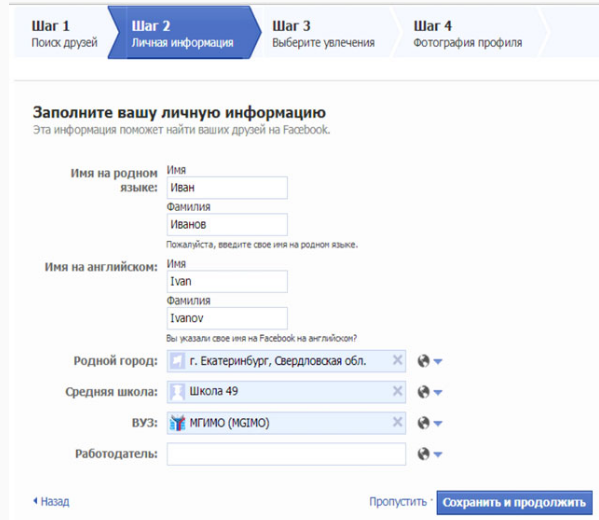 Шаг 1 Шаг 2 Шаг 3 Шаг 4
Поиск друзей Личная информация Выберите увлечения Фотография профиля
Заполните вашу личную информацию
Эта информация поможет найти ваших друзей на Facebook.
Имя на родном языке:
Имя
Иван
Фамилия
Иванов
Пожалуйста, введите свое имя на родном языке.
Имя на английском:
Имя
Ivan
Фамилия
Ivanov
Вы указали свое имя на Facebook на английском?
Родной город: г. Екатеринбург, Свердловская обл.
Средняя школа: Школа 49
ВУЗ: МГИМО (MGIMO)
Работодатель:
Назад Пропустить · Сохранить и продолжить